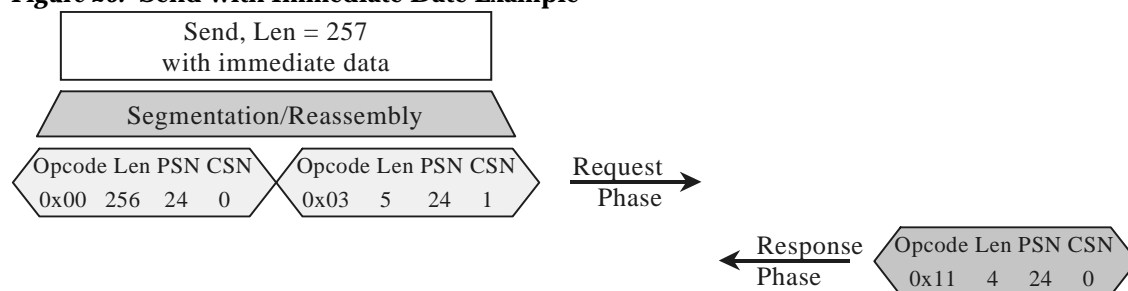 Send, Len = 257
with immediate data
Segmentation/Reassembly
Opcode Len PSN CSN
0x00 256 24 0
Opcode Len PSN CSN
0x03 5 24 1
Request
Phase
Response
Phase
Opcode Len PSN CSN
0x11 4 24 0